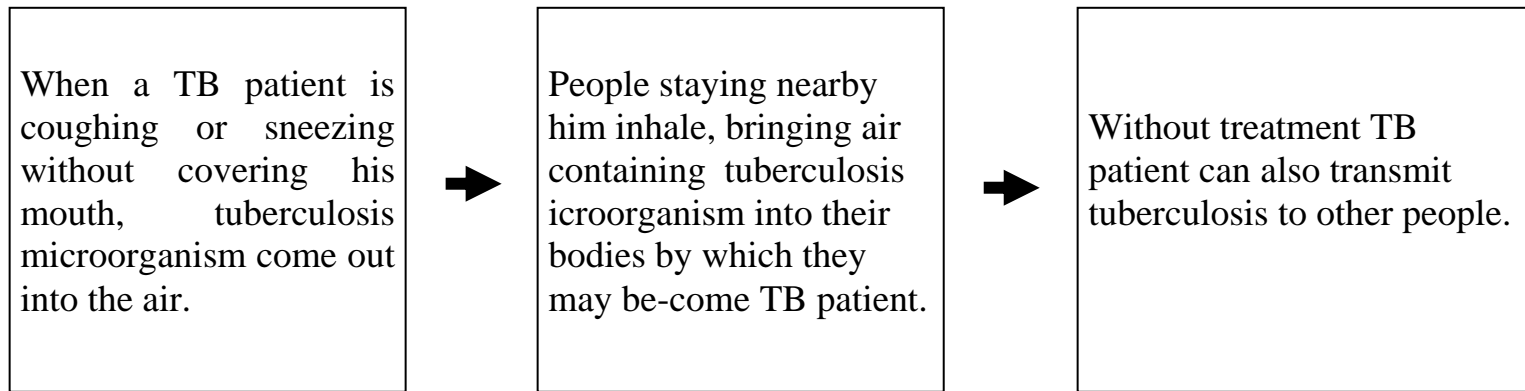 When a TB patient is
coughing or sneezing
without covering his
mouth, tuberculosis
microorganism come out
into the air.
People staying nearby
him inhale, bringing air
containing tuberculosis
icroorganism into their
bodies by which they
may be-come TB patient.
Without treatment TB
patient can also transmit
tuberculosis to other people.